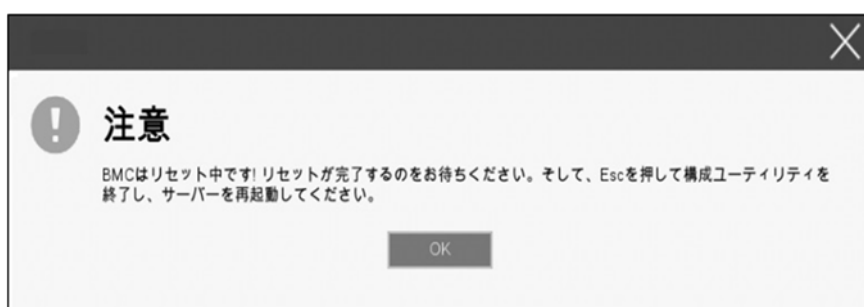 注意
BMCはリセット中です! リセットが完了するのをお待ちください。そして、Escを押して構成ユーティリティを
終了し、サーバーを再起動してください。
OK